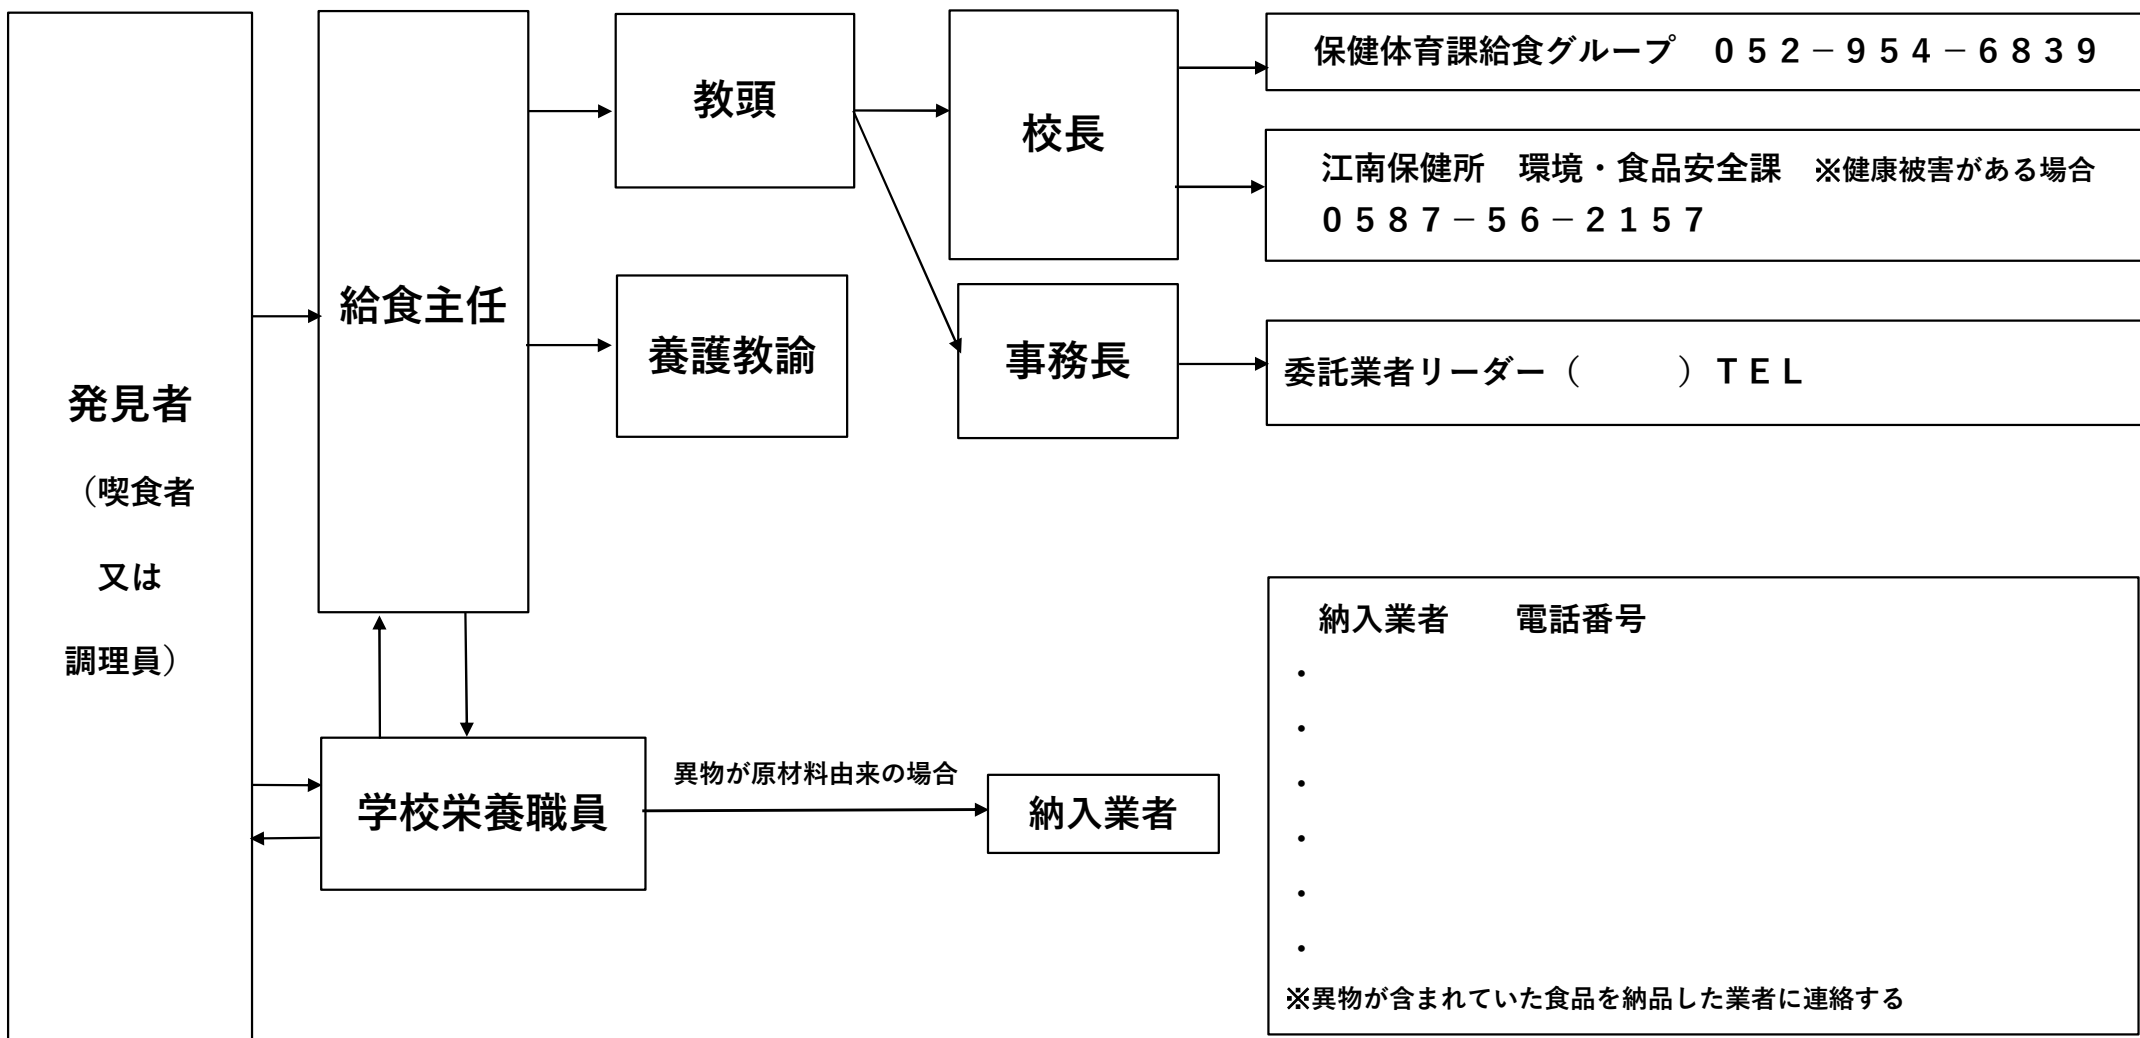 発見者
（喫食者
又は
調理員）
給食主任
教頭
養護教諭
校長
事務長
保健体育課給食グループ　０５２－９５４－６８３９
江南保健所　環境・食品安全課　※健康被害がある場合
０５８７－５６－２１５７
委託業者リーダー（　　　）ＴＥＬ
学校栄養職員
異物が原材料由来の場合
納入業者
納入業者　　電話番号
・
・
・
・
・
・
※異物が含まれていた食品を納品した業者に連絡する